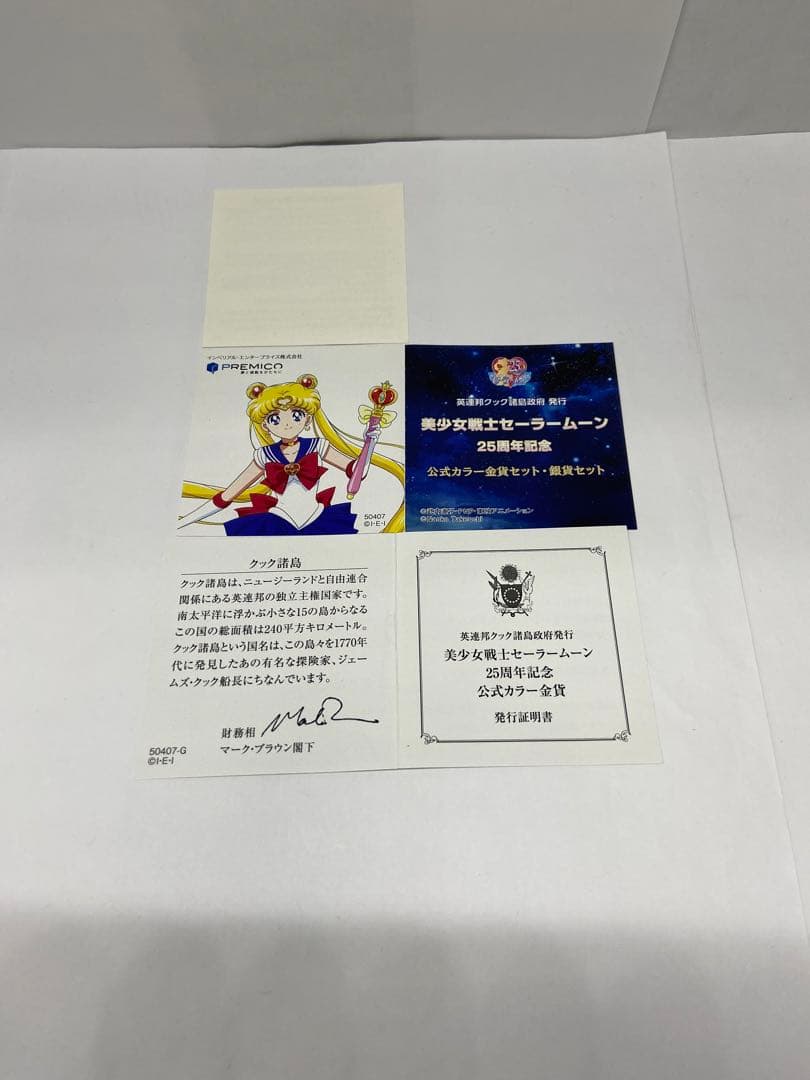 インペリアル・エンタープライズ株式会社
PREMICO
夢と感動をかたちに
50407
©I・E・I
25
英連邦クック諸島政府 発行
美少女戦士セーラームーン
25周年記念
公式カラー金貨セット・銀貨セット
クック諸島
クック諸島は、ニュージーランドと自由連合
関係にある英連邦の独立主権国家です。
南太平洋に浮かぶ小さな15の島からなる
この国の総面積は240平方キロメートル。
クック諸島という国名は、この島々を1770年
代に発見したあの有名な探険家、ジェー
ムズ・クック船長にちなんでいます。
財務相
マーク・ブラウン閣下
50407-G
©I・E・I
英連邦クック諸島政府発行
美少女戦士セーラームーン
25周年記念
公式カラー金貨
発行証明書